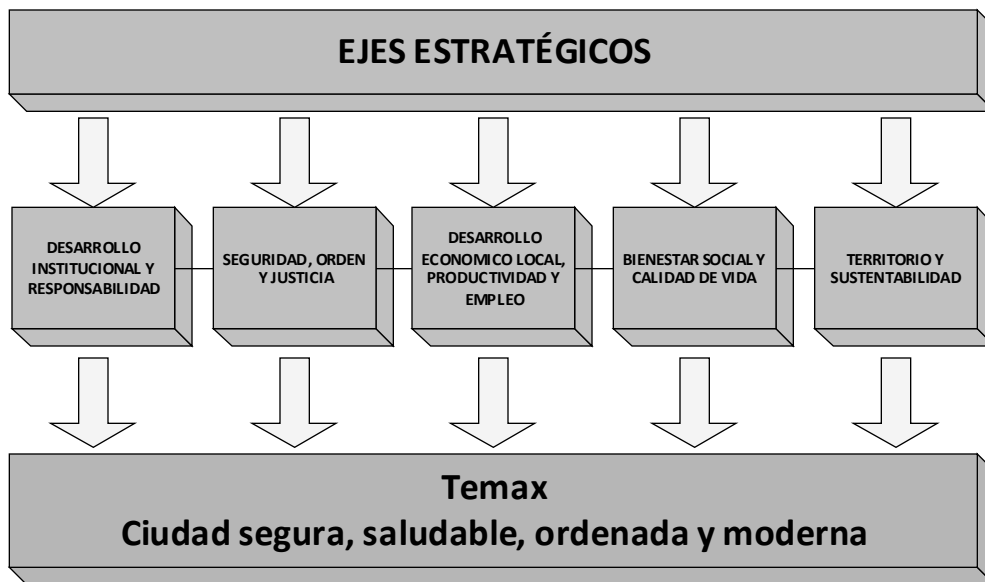 EJES ESTRATÉGICOS
DESARROLLO
INSTITUCIONAL Y
RESPONSABILIDAD
SEGURIDAD, ORDEN
Y JUSTICIA
DESARROLLO
ECONOMICO LOCAL,
PRODUCTIVIDAD Y
EMPLEO
BIENESTAR SOCIAL Y
CALIDAD DE VIDA
TERRITORIO Y
SUSTENTABILIDAD
Temax
Ciudad segura, saludable, ordenada y moderna